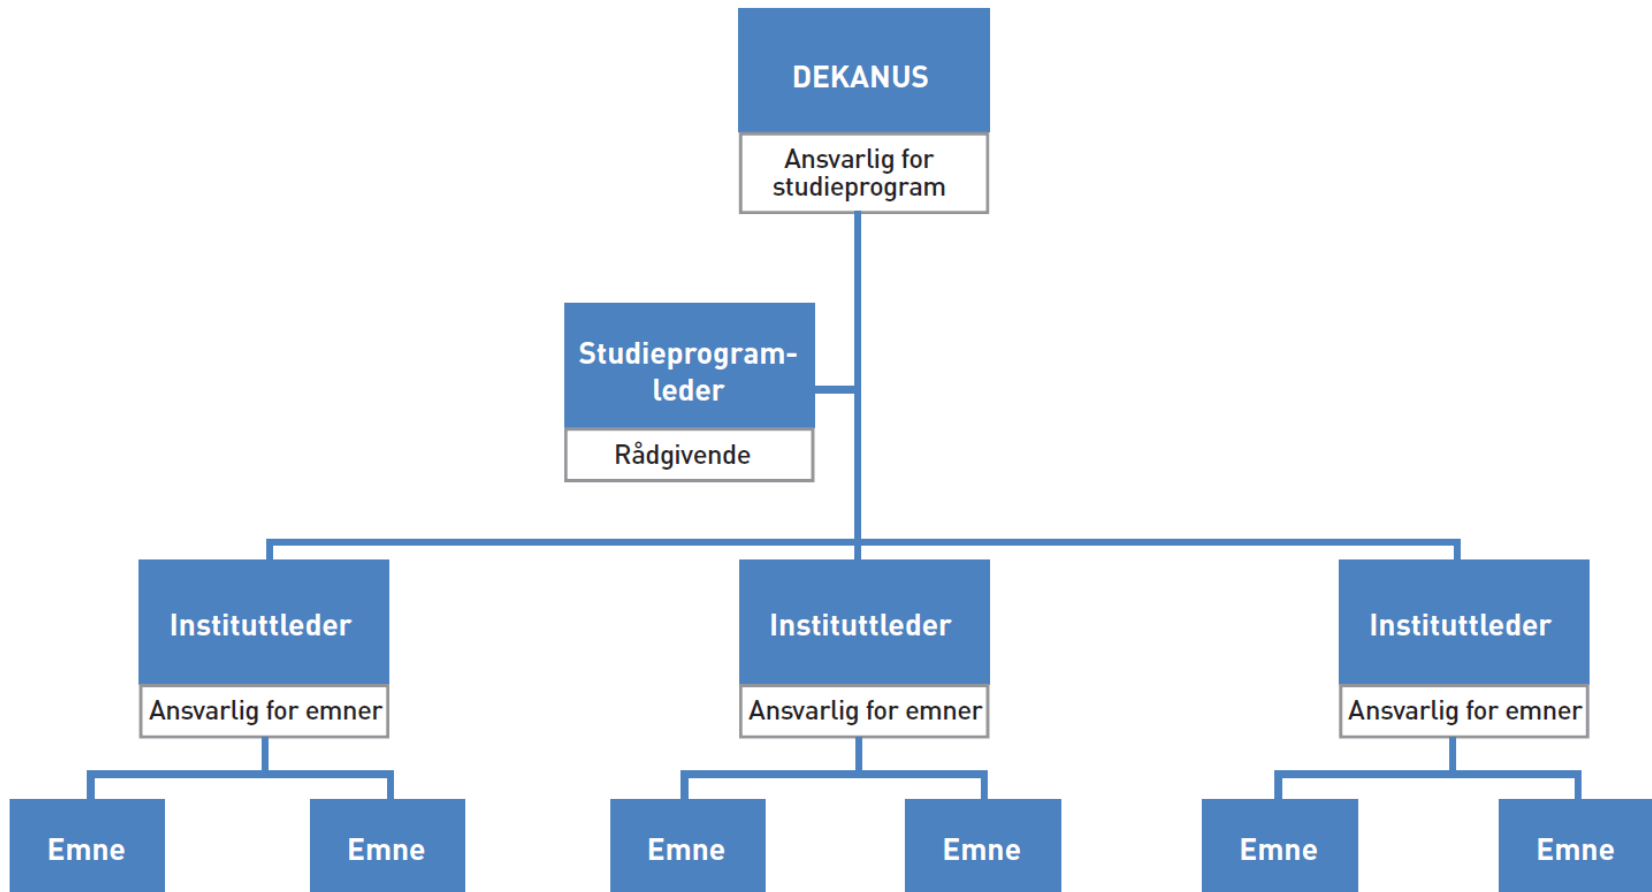 DEKANUS
Ansvarlig for
studieprogram
Studieprogram-
leder
Rådgivende
Instituttleder
Ansvarlig for emner
Instituttleder
Ansvarlig for emner
Instituttleder
Ansvarlig for emner
Emne
Emne
Emne
Emne
Emne
Emne